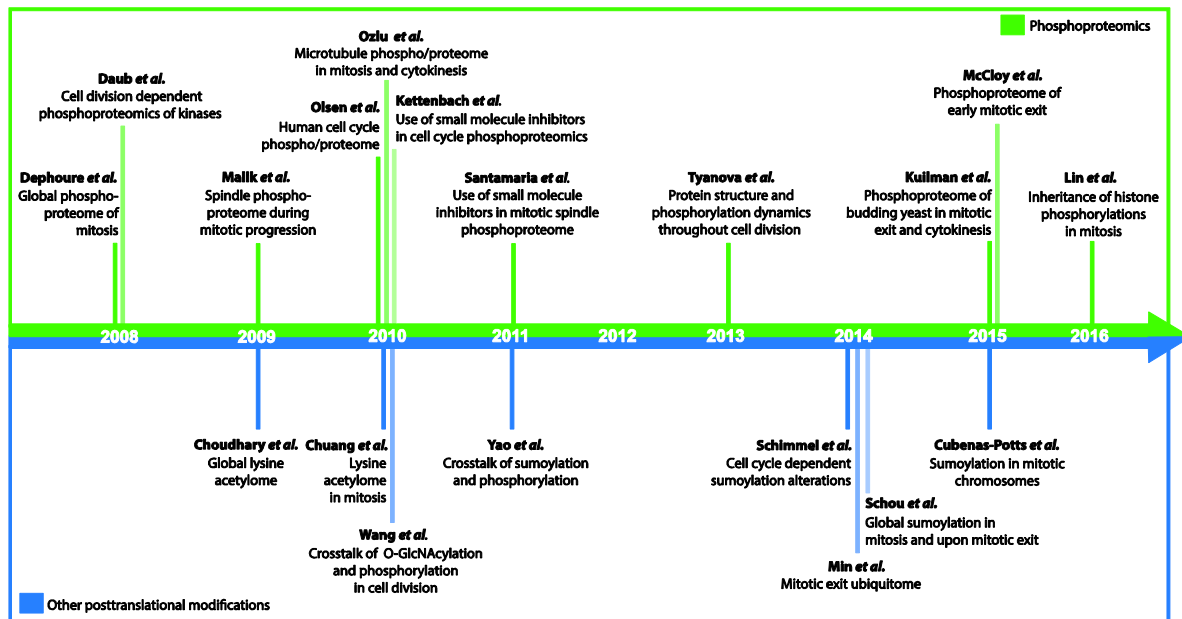 Phosphoproteomics
Ozlu et al.
Microtubule phospho/proteome
in mitosis and cytokinesis
Daub et al.
Cell division dependent
phosphoproteomics of kinases
Olsen et al.
Human cell cycle
phospho/proteome
Kettenbach et al.
Use of small molecule inhibitors
in cell cycle phosphoproteomics
McCloy et al.
Phosphoproteome of
early mitotic exit
Dephoure et al.
Global phospho-
proteome of
mitosis
Malik et al.
Spindle phospho-
proteome during
mitotic progression
Santamaria et al.
Use of small molecule
inhibitors in mitotic spindle
phosphoproteome
Tyanova et al.
Protein structure and
phosphorylation dynamics
throughout cell division
Kuilman et al.
Phosphoproteome of
budding yeast in mitotic
exit and cytokinesis
Lin et al.
Inheritance of histone
phosphorylations
in mitosis
2008 2009 2010 2011 2012 2013 2014 2015 2016
Choudhary et al.
Global lysine
acetylome
Chuang et al.
Lysine
acetylome
in mitosis
Wang et al.
Crosstalk of O-GlcNAcylation
and phosphorylation
in cell division
Yao et al.
Crosstalk of sumoylation
and phosphorylation
Schimmel et al.
Cell cycle dependent
sumoylation alterations
Schou et al.
Global sumoylation in
mitosis and upon mitotic exit
Min et al.
Mitotic exit ubiquitome
Cubenas-Potts et al.
Sumoylation in mitotic
chromosomes
Other posttranslational modifications